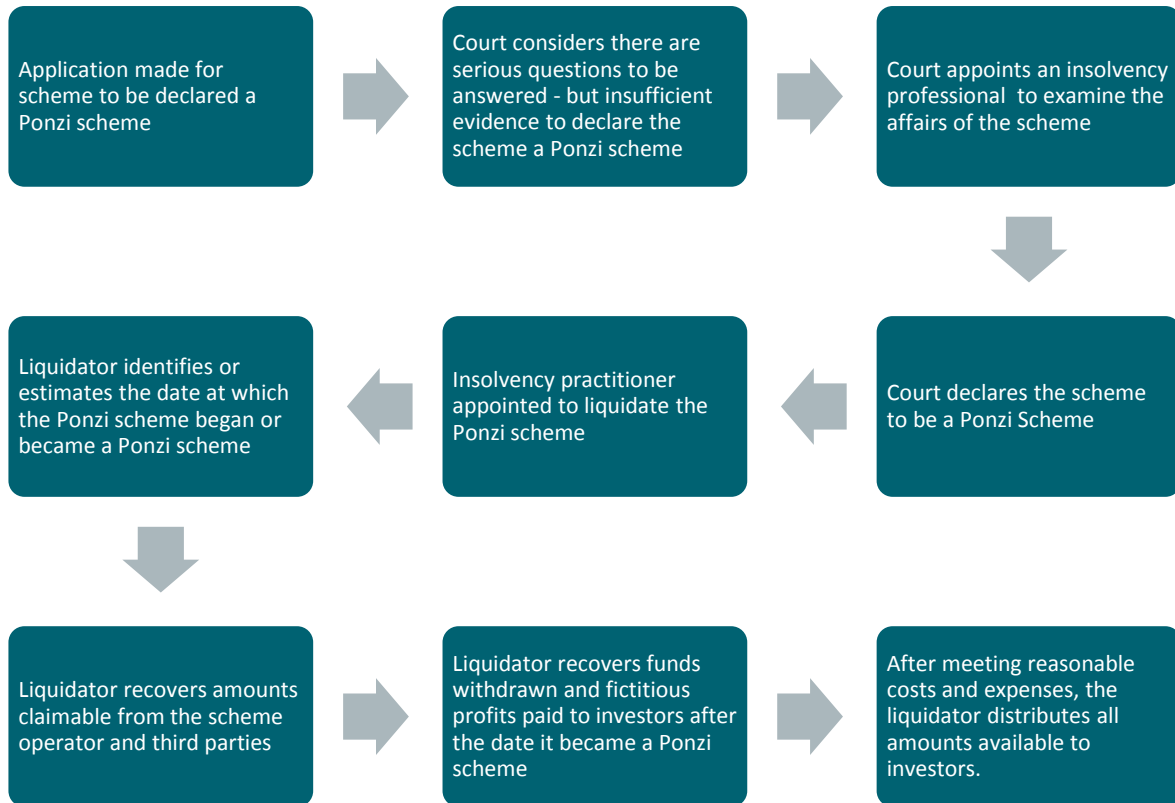 Application made for
scheme to be declared a
Ponzi scheme
Court considers there are
serious questions to be
answered - but insufficient
evidence to declare the
scheme a Ponzi scheme
Court appoints an insolvency
professional  to examine the
affairs of the scheme
Court declares the scheme
to be a Ponzi Scheme
Insolvency practitioner
appointed to liquidate the
Ponzi scheme
Liquidator identifies or
estimates the date at which
the Ponzi scheme began or
became a Ponzi scheme
Liquidator recovers amounts
claimable from the scheme
operator and third parties
Liquidator recovers funds
withdrawn and fictitious
profits paid to investors after
the date it became a Ponzi
scheme
After meeting reasonable
costs and expenses, the
liquidator distributes all
amounts available to
investors.